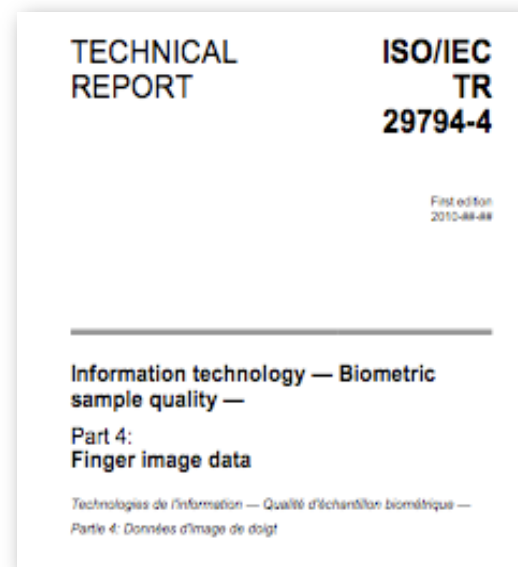 TECHNICAL
REPORT
ISO/IEC
TR
29794-4
First edition
2010-##-##
Information technology — Biometric
sample quality —
Part 4:
Finger image data
Technologies de l'information — Qualité d'échantillon biométrique —
Partie 4: Données d'image de doigt